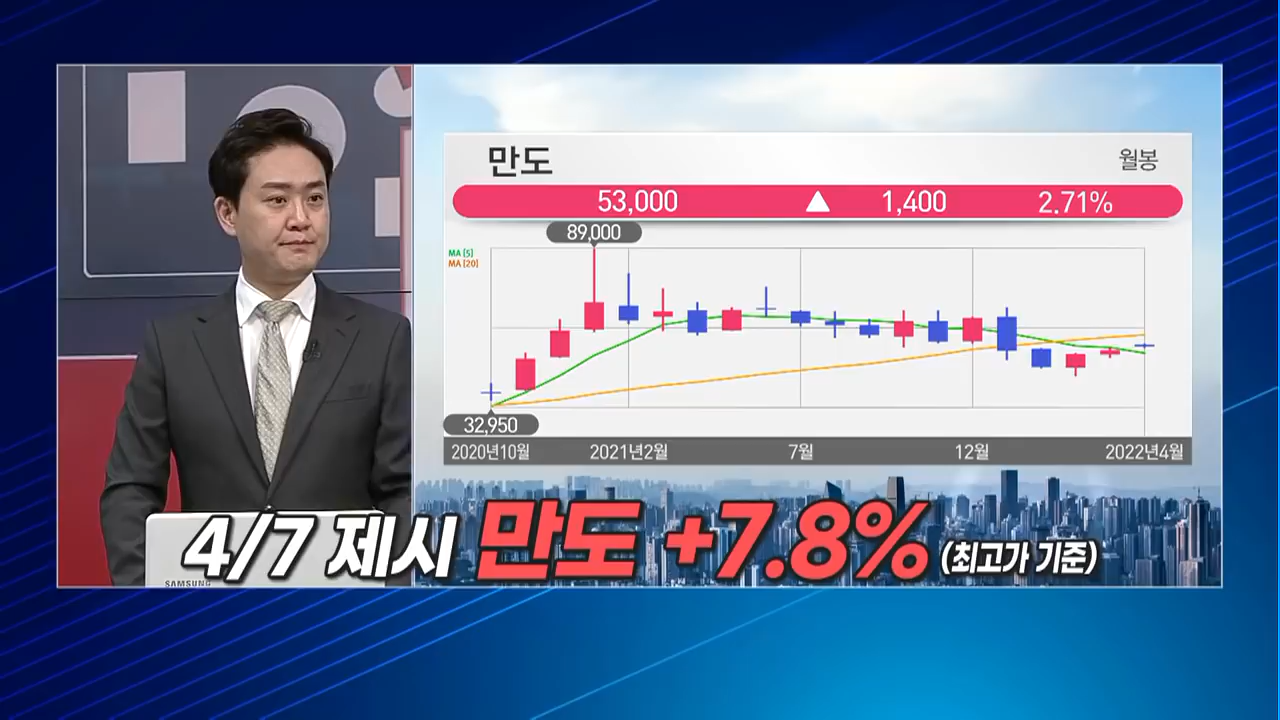 만도
월봉
53,000 ▲ 1,400 2.71%
89,000
MA [5]
MA [20]
32,950
2020년10월 2021년2월 7월 12월 2022년4월
4/7 제시 만도 +7.8% (최고가 기준)
SAMSUNG